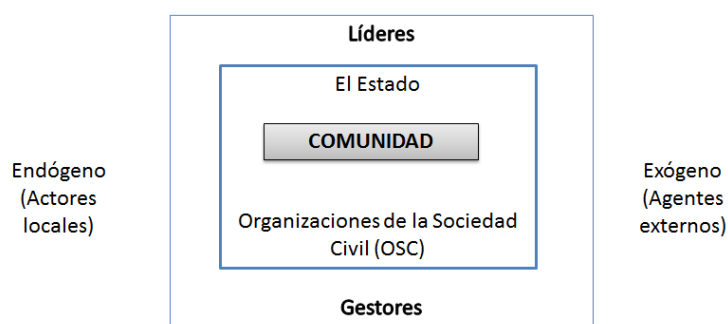 Líderes
El Estado
COMUNIDAD
Endógeno
(Actores
locales)
Exógeno
(Agentes
externos)
Organizaciones de la Sociedad
Civil (OSC)
Gestores